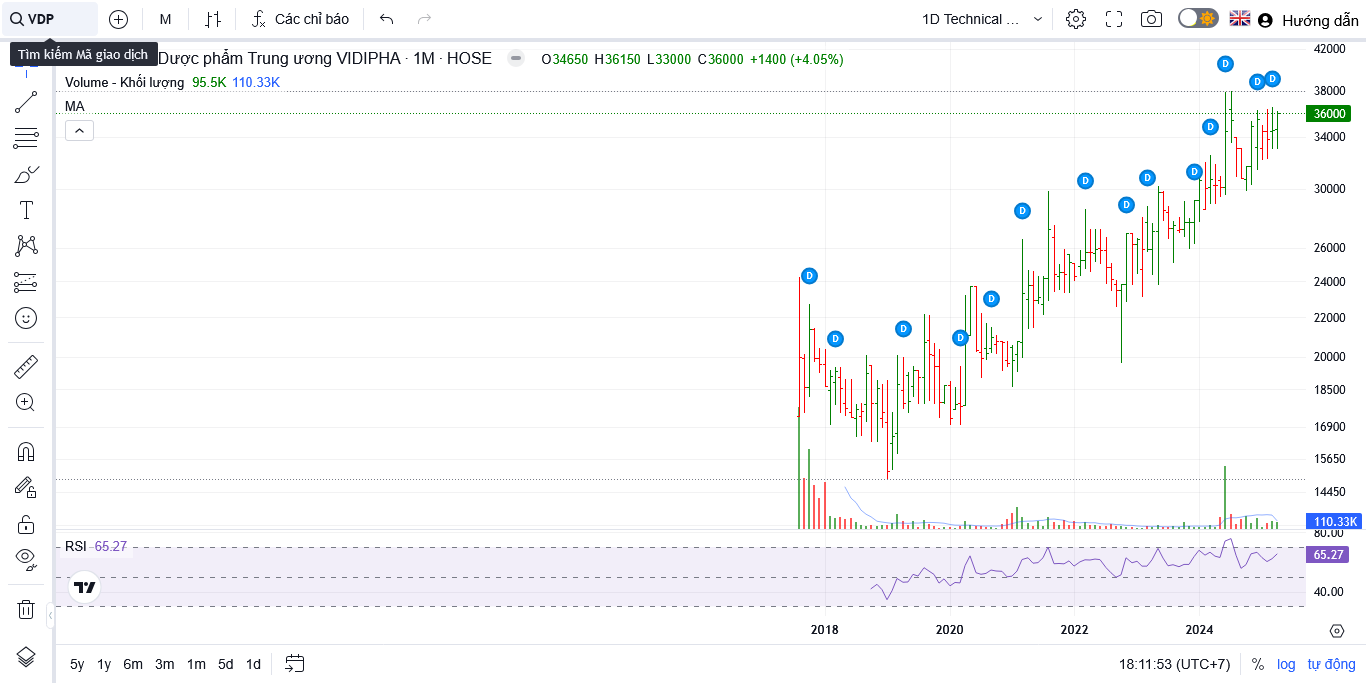 VDP
M
Các chỉ báo
1D Technical ...
Hướng dẫn
Tìm kiếm Mã giao dịch
Dược phẩm Trung ương VIDIPHA · 1M · HOSE
O34650 H36150 L33000 C36000 +1400 (+4.05%)
Volume - Khối lượng 95.5K 110.33K
MA
42000
38000
36000
34000
30000
26000
24000
22000
20000
18500
16900
15650
14450
110.33K
D
D
D
D
D
D
D
D
D
D
D
D
D
D
RSI 65.27
80.00
65.27
40.00
2018
2020
2022
2024
5y 1y 6m 3m 1m 5d 1d
18:11:53 (UTC+7)
%
log
tự động